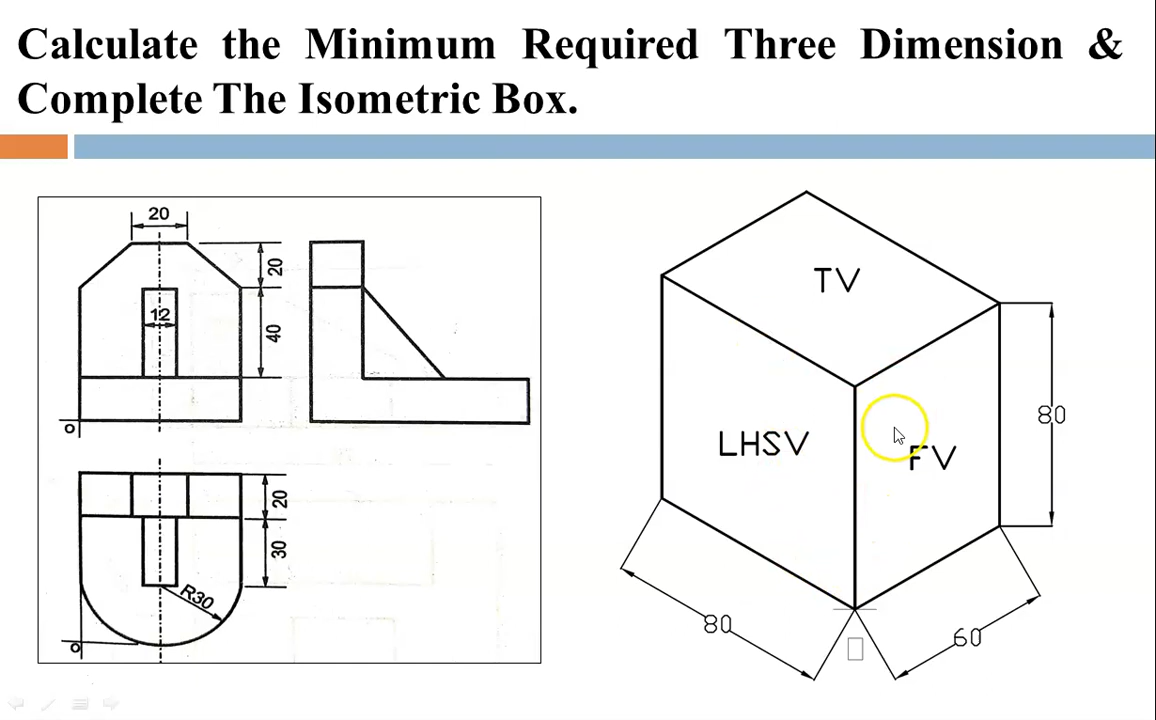 Calculate the Minimum Required Three Dimension &
Complete The Isometric Box.
20
20
12
40
O
20
30
R30
O
TV
LHSV
FV
80
80
60